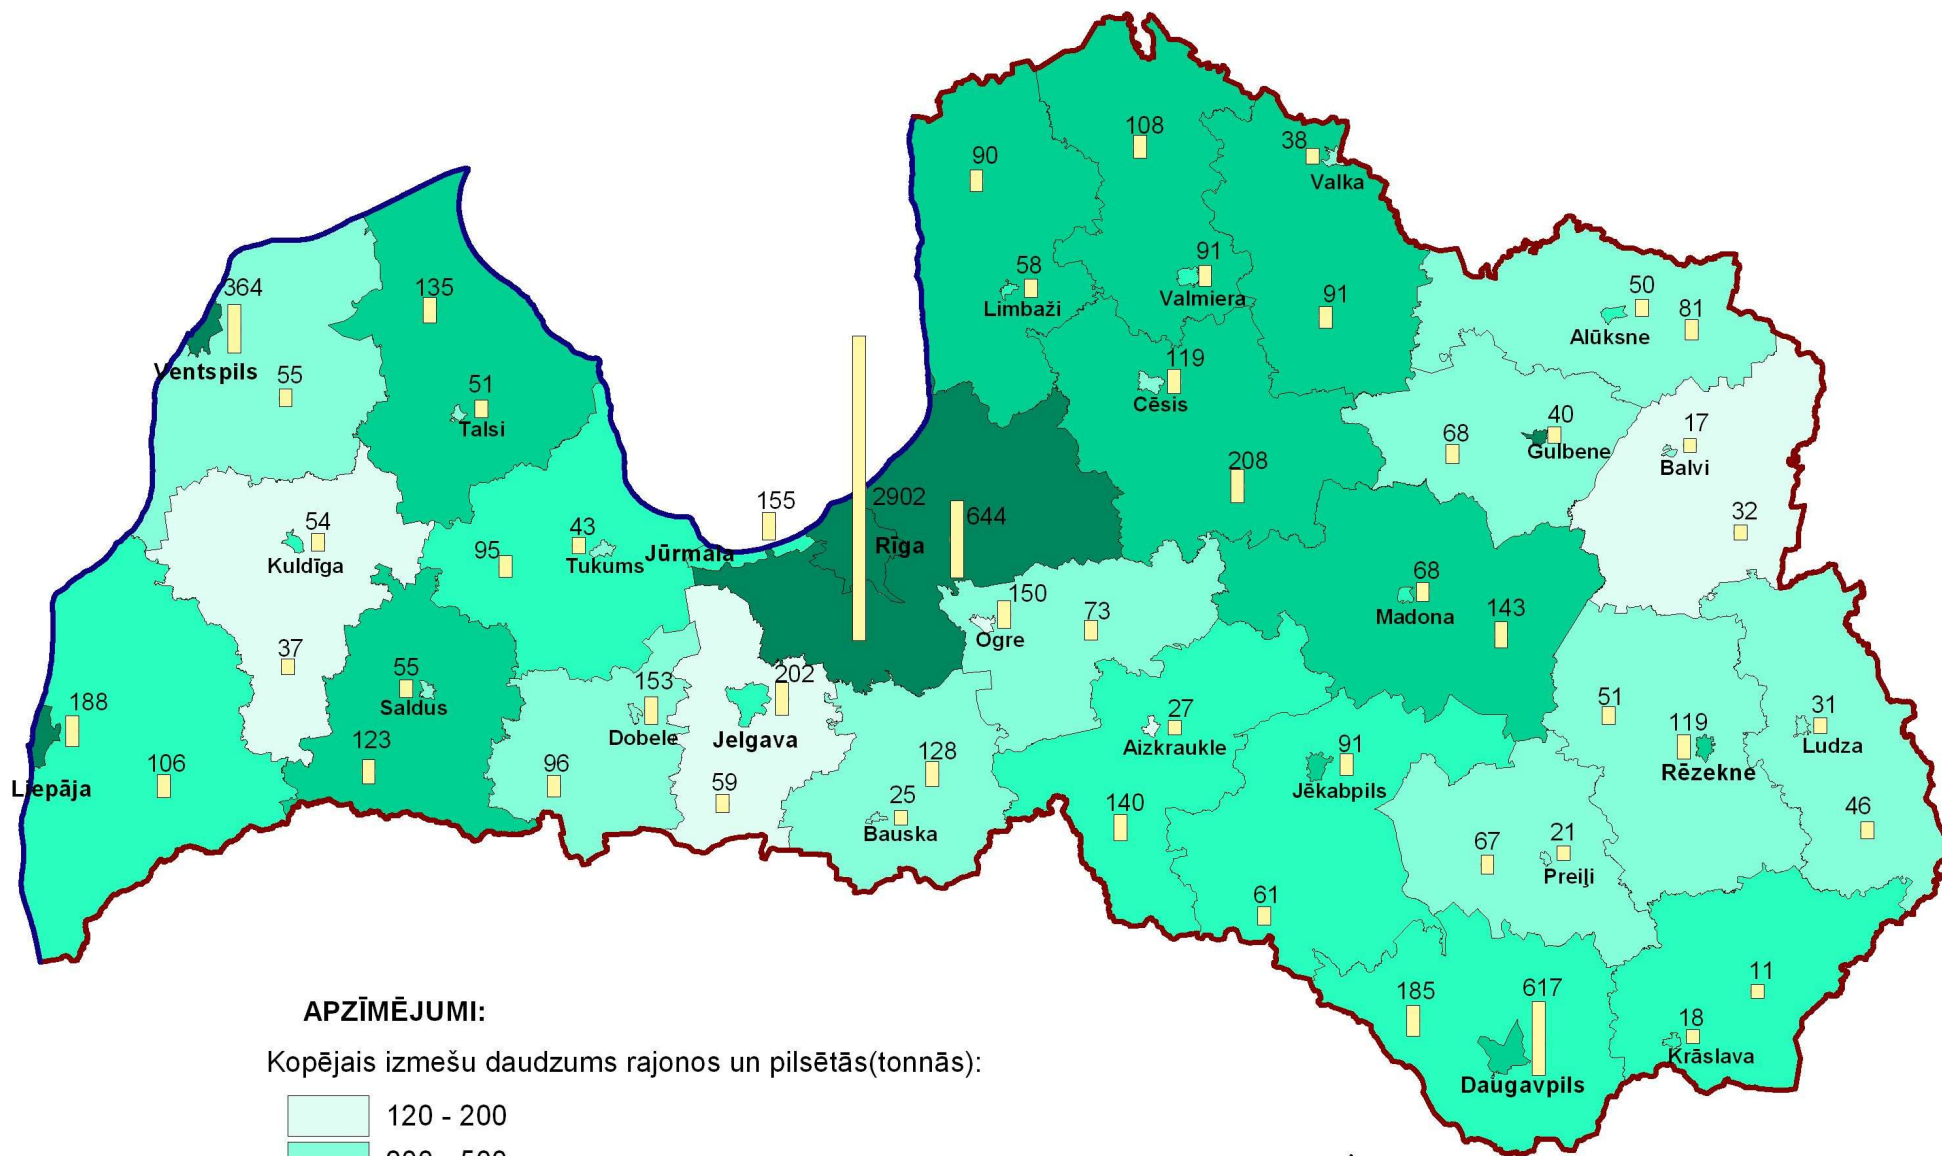 108
38
Valka
90
91
Valmiera
58
Limbaži
91
50
81
Alūksne
364
Ventspils
135
55
51
Talsi
119
Cēsis
40
68
Gulbene
17
Balvi
208
32
155
2902
644
Rīga
54
Kuldīga
43
95
Tukums
Jūrmala
150
Ogre
73
68
Madona
143
37
55
Saldus
153
Dobele
202
Jelgava
188
Liepāja
106
123
96
59
128
25
Bauska
27
Aizkraukle
91
Jēkabpils
140
51
119
Rēzekne
31
Ludza
46
67
21
Preiļi
61
185
617
Daugavpils
11
18
Krāslava
APZĪMĒJUMI:
Kopējais izmešu daudzums rajonos un pilsētās(tonnās):
120 - 200